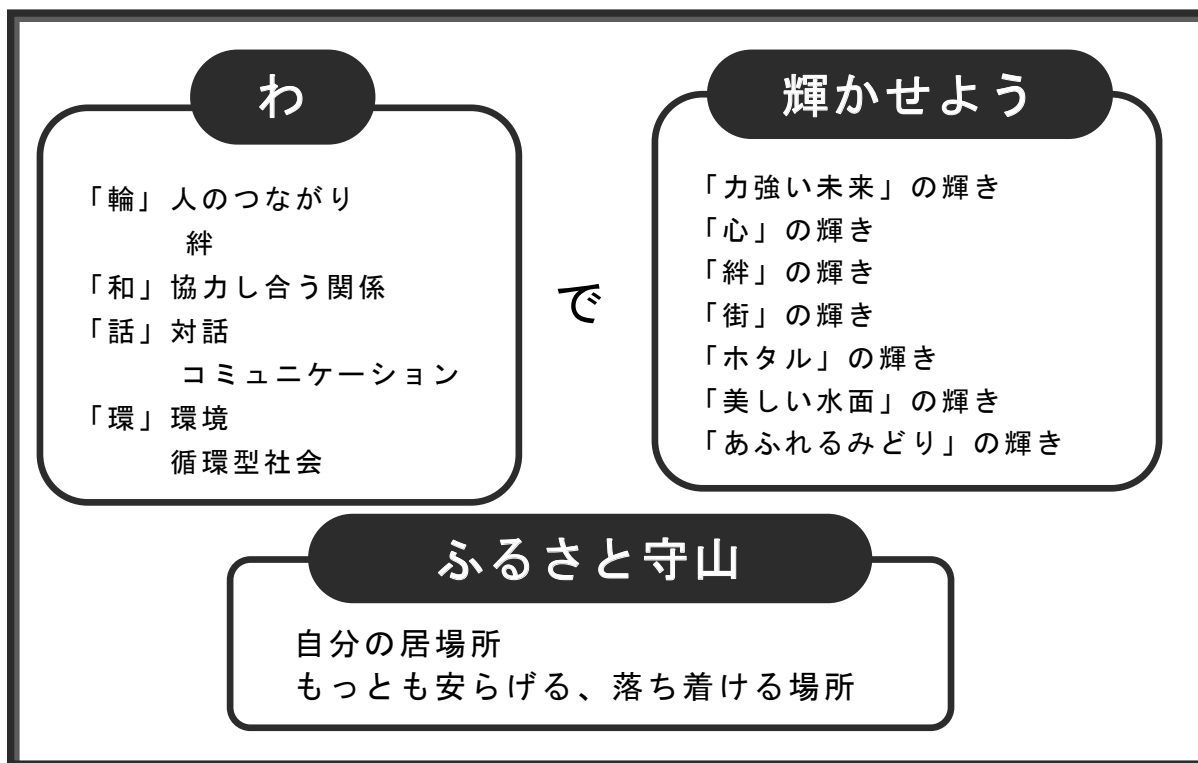 わ
「輪」人のつながり
絆
「和」協力し合う関係
「話」対話
コミュニケーション
「環」環境
循環型社会
で
輝かせよう
「力強い未来」の輝き
「心」の輝き
「絆」の輝き
「街」の輝き
「ホタル」の輝き
「美しい水面」の輝き
「あふれるみどり」の輝き
ふるさと守山
自分の居場所
もっとも安らげる、落ち着ける場所